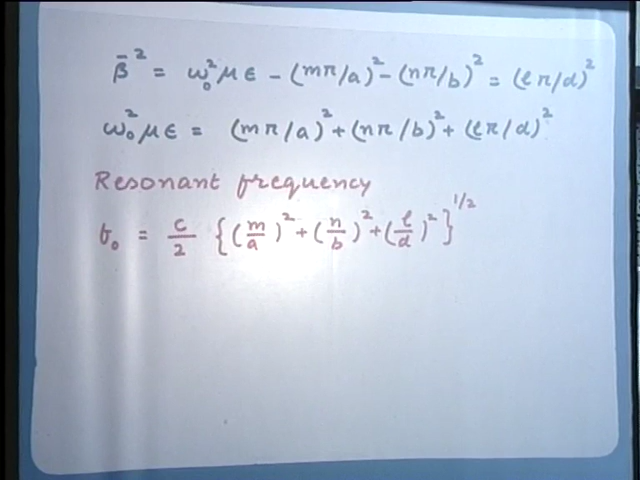 β̄² = ω₀²με - (mπ/a)² - (nπ/b)² = (ℓπ/d)²
ω₀²με = (mπ/a)² + (nπ/b)² + (ℓπ/d)²
Resonant frequency
f₀ = c/2 {(m/a)² + (n/b)² + (ℓ/d)²}^1/2